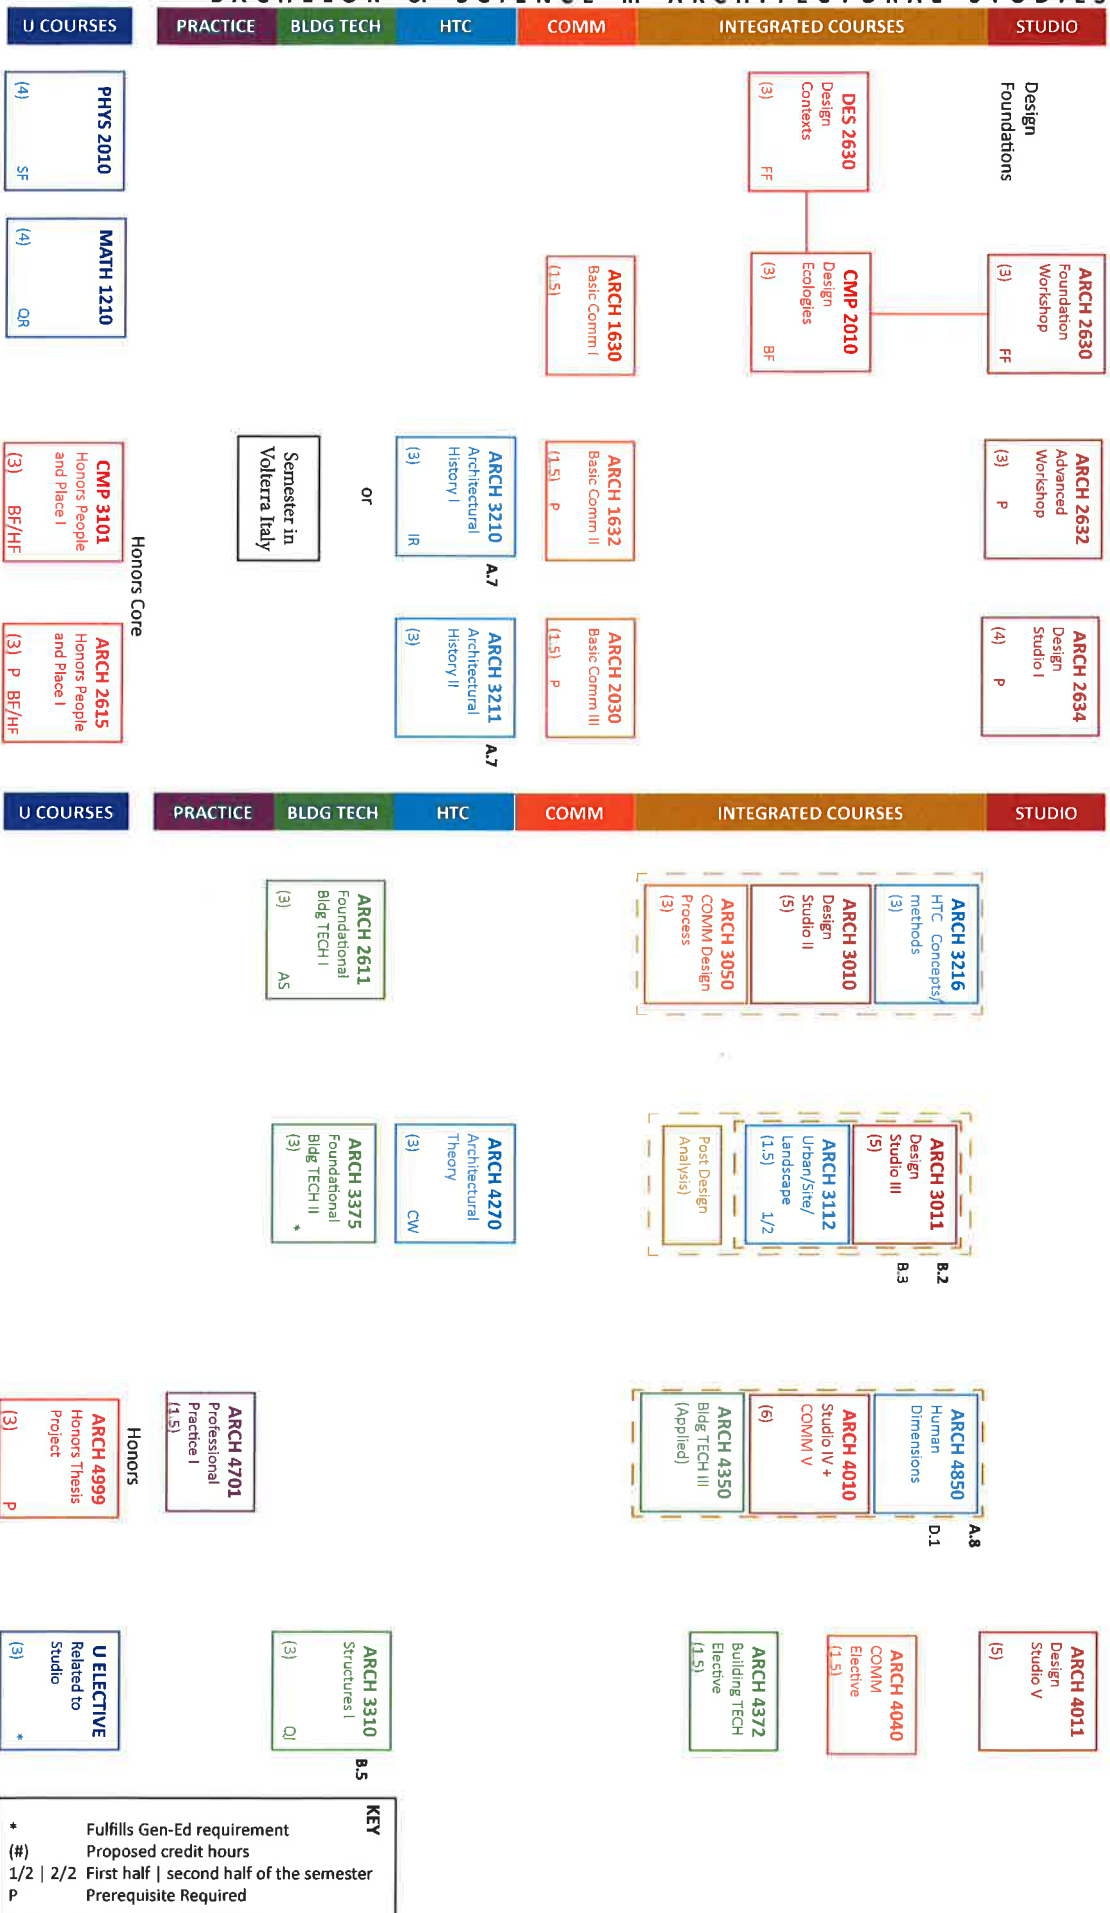 BACHELOR of SCIENCE in ARCHITECTURAL STUDIES
U COURSES
PRACTICE
BLDG TECH
HTC
COMM
INTEGRATED COURSES
STUDIO
Design
Foundations
DES 2630
Design
Contexts
(3) FF
PHYS 2010
(4) SF
ARCH 2630
Foundation
Workshop
(3) FF
CMP 2010
Design
Ecologies
(3) BF
ARCH 1630
Basic Comm I
(1.5)
MATH 1210
(4) QR
ARCH 2632
Advanced
Workshop
(3) P
ARCH 1632
Basic Comm II
(1.5) P
ARCH 3210
Architectural
History I
(3) IR
A.7
or
Semester in
Volterra Italy
Honors Core
CMP 3101
Honors People
and Place I
(3) BF/HF
ARCH 2634
Design
Studio I
(4) P
ARCH 2030
Basic Comm III
(1.5) P
ARCH 3211
Architectural
History II
(3)
A.7
ARCH 2615
Honors People
and Place I
(3) P BF/HF
U COURSES
PRACTICE
BLDG TECH
HTC
COMM
INTEGRATED COURSES
STUDIO
ARCH 3216
HTC Concepts/
methods
(3)
ARCH 3010
Design
Studio II
(5)
ARCH 3050
COMM Design
Process
(3)
ARCH 2611
Foundational
Bldg TECH I
(3) AS
ARCH 3011
Design
Studio III
(5)
B.2
B.3
ARCH 3112
Urban/Site/
Landscape
(1.5) 1/2
Post Design
Analysis)
ARCH 4270
Architectural
Theory
(3) CW
ARCH 3375
Foundational
Bldg TECH II
(3) *
ARCH 4850
Human
Dimensions
A.8
D.1
ARCH 4010
Studio IV +
COMM V
(6)
ARCH 4350
Bldg TECH III
(Applied)
ARCH 4701
Professional
Practice I
(1.5)
Honors
ARCH 4999
Honors Thesis
Project
(3) P
ARCH 4011
Design
Studio V
(5)
ARCH 4040
COMM
Elective
(1.5)
ARCH 4372
Building TECH
Elective
(1.5)
ARCH 3310
Structures I
(3) QI
B.5
U ELECTIVE
Related to
Studio
(3) *
KEY
* Fulfills Gen-Ed requirement
(#) Proposed credit hours
1/2 | 2/2 First half | second half of the semester
P Prerequisite Required